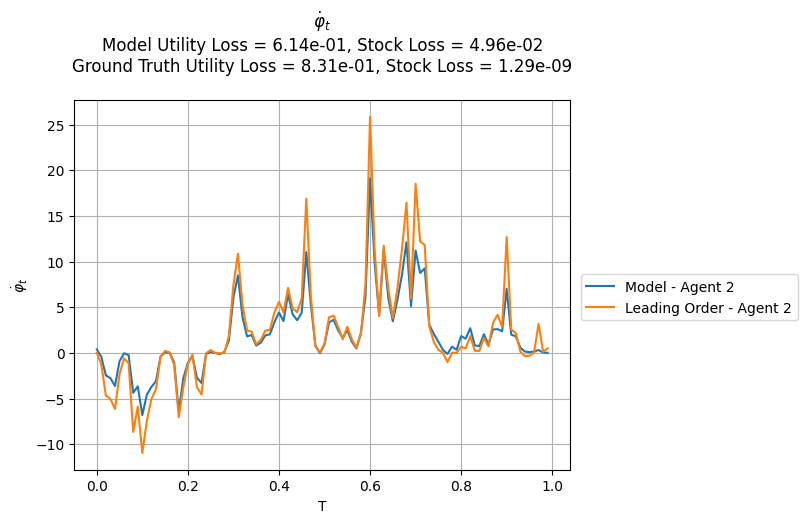 φ̇ₜ
Model Utility Loss = 6.14e-01, Stock Loss = 4.96e-02
Ground Truth Utility Loss = 8.31e-01, Stock Loss = 1.29e-09
25
20
15
10
5
0
−5
−10
φ̇ₜ
0.0 0.2 0.4 0.6 0.8 1.0
T
Model - Agent 2
Leading Order - Agent 2